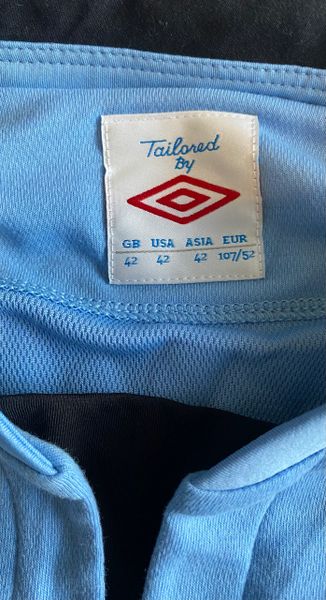 Tailored
By
GB USA ASIA EUR
42 42 42 107/52